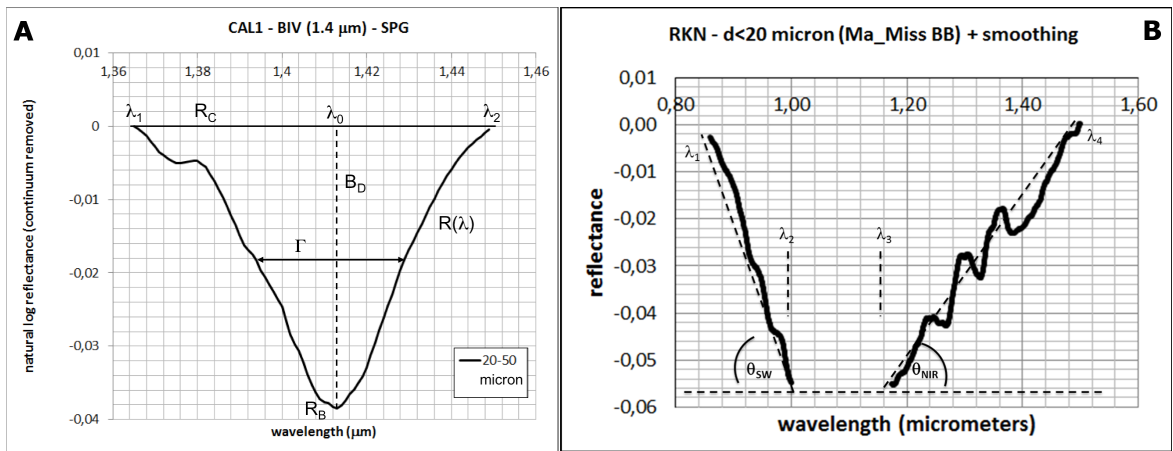 A
CAL1 - BIV (1.4 μm) - SPG
0,01
1,36 1,38 1,4 1,42 1,44 1,46
λ1 RC λ0 λ2
0
BD
-0,01
R(λ)
Γ
-0,02
-0,03
20-50
micron
RB
-0,04
natural log reflectance (continuum removed)
wavelength (μm)
B
RKN - d<20 micron (Ma_Miss BB) + smoothing
0,01
0,80 1,00 1,20 1,40 1,60
0,00
λ1 λ4
-0,01
-0,02
λ2 λ3
-0,03
-0,04
-0,05
θSW θNIR
-0,06
reflectance
wavelength (micrometers)